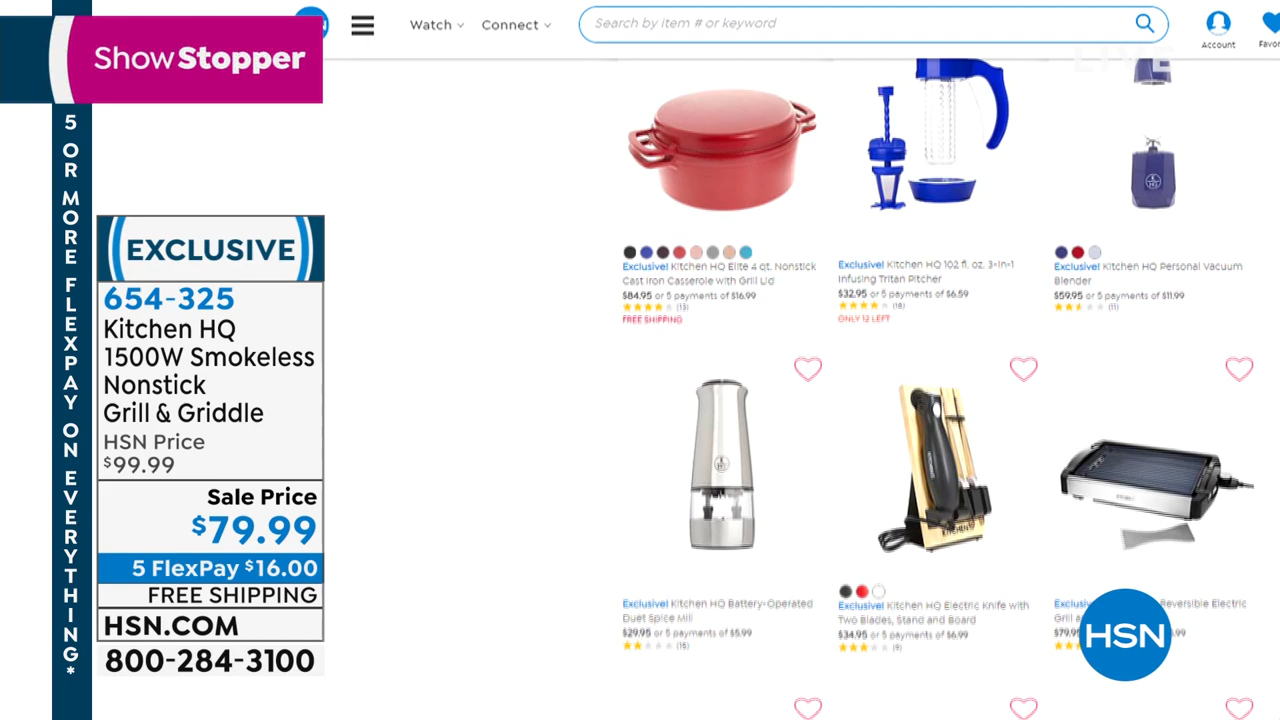 ShowStopper
5 OR MORE FLEXPAY ON EVERYTHING*
EXCLUSIVE
654-325
Kitchen HQ
1500W Smokeless
Nonstick
Grill & Griddle
HSN Price
$99.99
Sale Price
$79.99
5 FlexPay $16.00
FREE SHIPPING
HSN.COM
800-284-3100
Watch
Connect
Search by item # or keyword
Account
LIVE
Exclusive! Kitchen HQ Elite 4 qt. Nonstick
Cast Iron Casserole with Grill Lid
$84.95 or 5 payments of $16.99
(13)
FREE SHIPPING
Exclusive! Kitchen HQ 102 fl. oz. 3-in-1
Infusing Tritan Pitcher
$32.95 or 5 payments of $6.59
(18)
ONLY 12 LEFT
Exclusive! Kitchen HQ Personal Vacuum
Blender
$59.95 or 5 payments of $11.99
(11)
Exclusive! Kitchen HQ Battery-Operated
Duet Spice Mill
$29.95 or 5 payments of $5.99
(15)
Exclusive! Kitchen HQ Electric Knife with
Two Blades, Stand and Board
$34.95 or 5 payments of $6.99
(9)
Reversible Electric
HSN